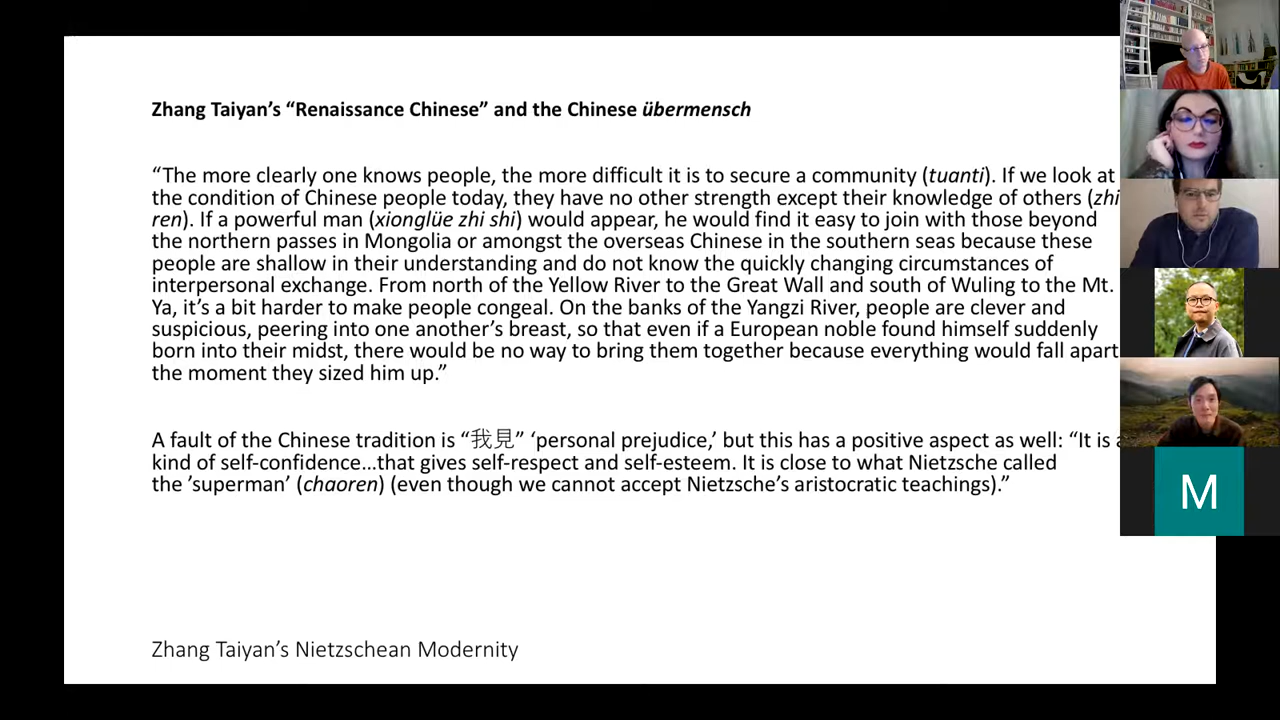 Zhang Taiyan’s “Renaissance Chinese” and the Chinese übermensch
“The more clearly one knows people, the more difficult it is to secure a community (tuanti). If we look at
the condition of Chinese people today, they have no other strength except their knowledge of others (zhi
ren). If a powerful man (xionglüe zhi shi) would appear, he would find it easy to join with those beyond
the northern passes in Mongolia or amongst the overseas Chinese in the southern seas because these
people are shallow in their understanding and do not know the quickly changing circumstances of
interpersonal exchange. From north of the Yellow River to the Great Wall and south of Wuling to the Mt.
Ya, it’s a bit harder to make people congeal. On the banks of the Yangzi River, people are clever and
suspicious, peering into one another’s breast, so that even if a European noble found himself suddenly
born into their midst, there would be no way to bring them together because everything would fall apart
the moment they sized him up.”
A fault of the Chinese tradition is “我見” ‘personal prejudice,’ but this has a positive aspect as well: “It is a
kind of self-confidence…that gives self-respect and self-esteem. It is close to what Nietzsche called
the ’superman’ (chaoren) (even though we cannot accept Nietzsche’s aristocratic teachings).”
M
Zhang Taiyan’s Nietzschean Modernity